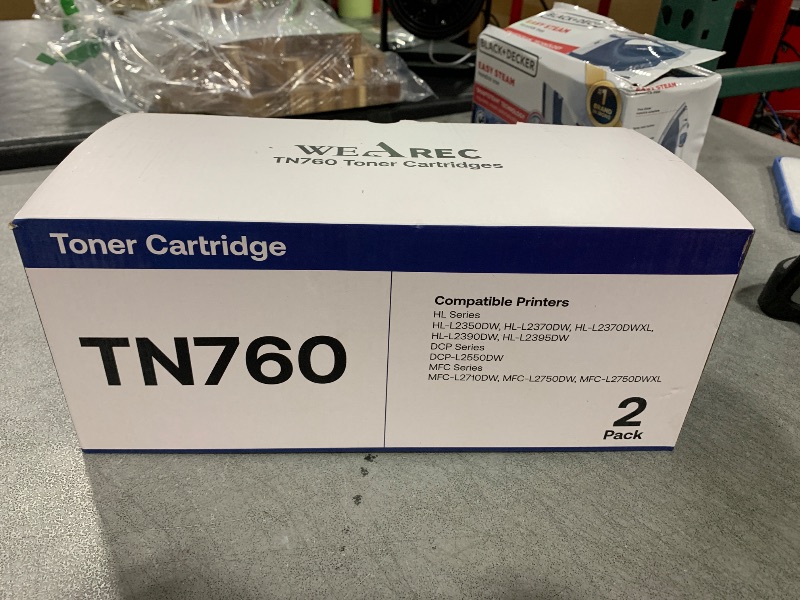 WEAREC
TN760 Toner Cartridges
Toner Cartridge
TN760
Compatible Printers
HL Series
HL-L2350DW, HL-L2370DW, HL-L2370DWXL,
HL-L2390DW, HL-L2395DW
DCP Series
DCP-L2550DW
MFC Series
MFC-L2710DW, MFC-L2750DW, MFC-L2750DWXL
2
Pack
BLACK+DECKER
EASY STEAM